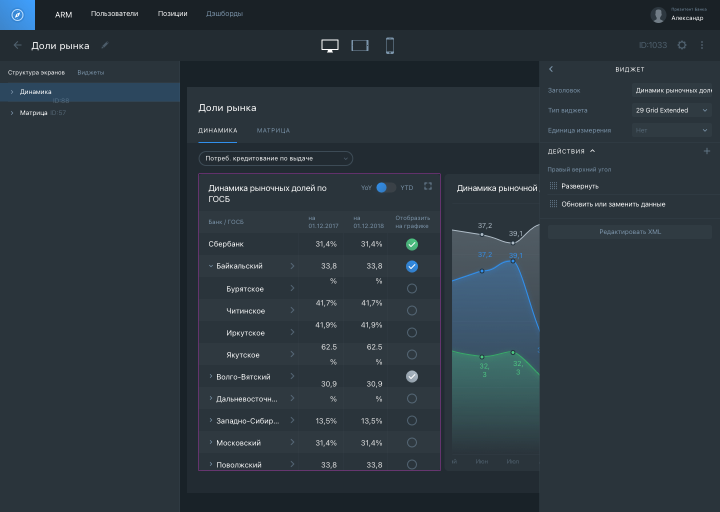 ARM Пользователи Позиции Дэшборды
Александр
Доли рынка
ID:1033
Структура экранов Виджеты
Динамика
ID:68
Матрица ID:67
Доли рынка
ДИНАМИКА МАТРИЦА
Потреб. кредитование по выдаче
Динамика рыночных долей по
ГОСБ
YoY YTD
Банк / ГОСБ
на
01.12.2017
на
01.12.2018
Отобразить
на графике
Сбербанк 31,4% 31,4%
Байкальский 33,8 33,8
% %
Бурятское
41,7% 41,7%
Читинское
41,9% 41,9%
Иркутское
62.5 62.5
Якутское
% %
Волго-Вятский
30,9 30,9
Дальневосточн... % %
Западно-Сибир... 13,5% 13,5%
Московский 31,4% 31,4%
Поволжский 33,8 33,8
Динамика рыночной
37,2
39,1
37,2
39,1
32,
3
32,
3
Июн Июл
ВИДЖЕТ
Заголовок Динамик рыночных доле
Тип виджета 29 Grid Extended
Единица измерения Нет
ДЕЙСТВИЯ
Правый верхний угол
Развернуть
Обновить или заменить данные
Редактировать XML